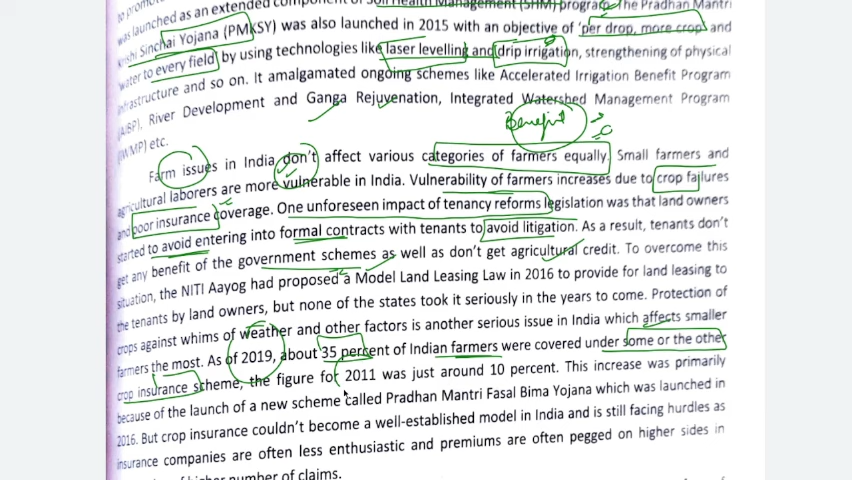 to promote
was launched as an extended component of Soil Health Management (SHM) program. The Pradhan Mantri
Krishi Sinchai Yojana (PMKSY) was also launched in 2015 with an objective of 'per drop, more crop' and
'water to every field' by using technologies like laser levelling and drip irrigation, strengthening of physical
infrastructure and so on. It amalgamated ongoing schemes like Accelerated Irrigation Benefit Program
(AIBP), River Development and Ganga Rejuvenation, Integrated Watershed Management Program
(IWMP) etc.
Benefit
Farm issues in India don't affect various categories of farmers equally. Small farmers and
agricultural laborers are more vulnerable in India. Vulnerability of farmers increases due to crop failures
and poor insurance coverage. One unforeseen impact of tenancy reforms legislation was that land owners
started to avoid entering into formal contracts with tenants to avoid litigation. As a result, tenants don't
get any benefit of the government schemes as well as don't get agricultural credit. To overcome this
situation, the NITI Aayog had proposed a Model Land Leasing Law in 2016 to provide for land leasing to
the tenants by land owners, but none of the states took it seriously in the years to come. Protection of
crops against whims of weather and other factors is another serious issue in India which affects smaller
farmers the most. As of 2019, about 35 percent of Indian farmers were covered under some or the other
crop insurance scheme, the figure for 2011 was just around 10 percent. This increase was primarily
because of the launch of a new scheme called Pradhan Mantri Fasal Bima Yojana which was launched in
2016. But crop insurance couldn't become a well-established model in India and is still facing hurdles as
insurance companies are often less enthusiastic and premiums are often pegged on higher sides in
of higher number of claims.